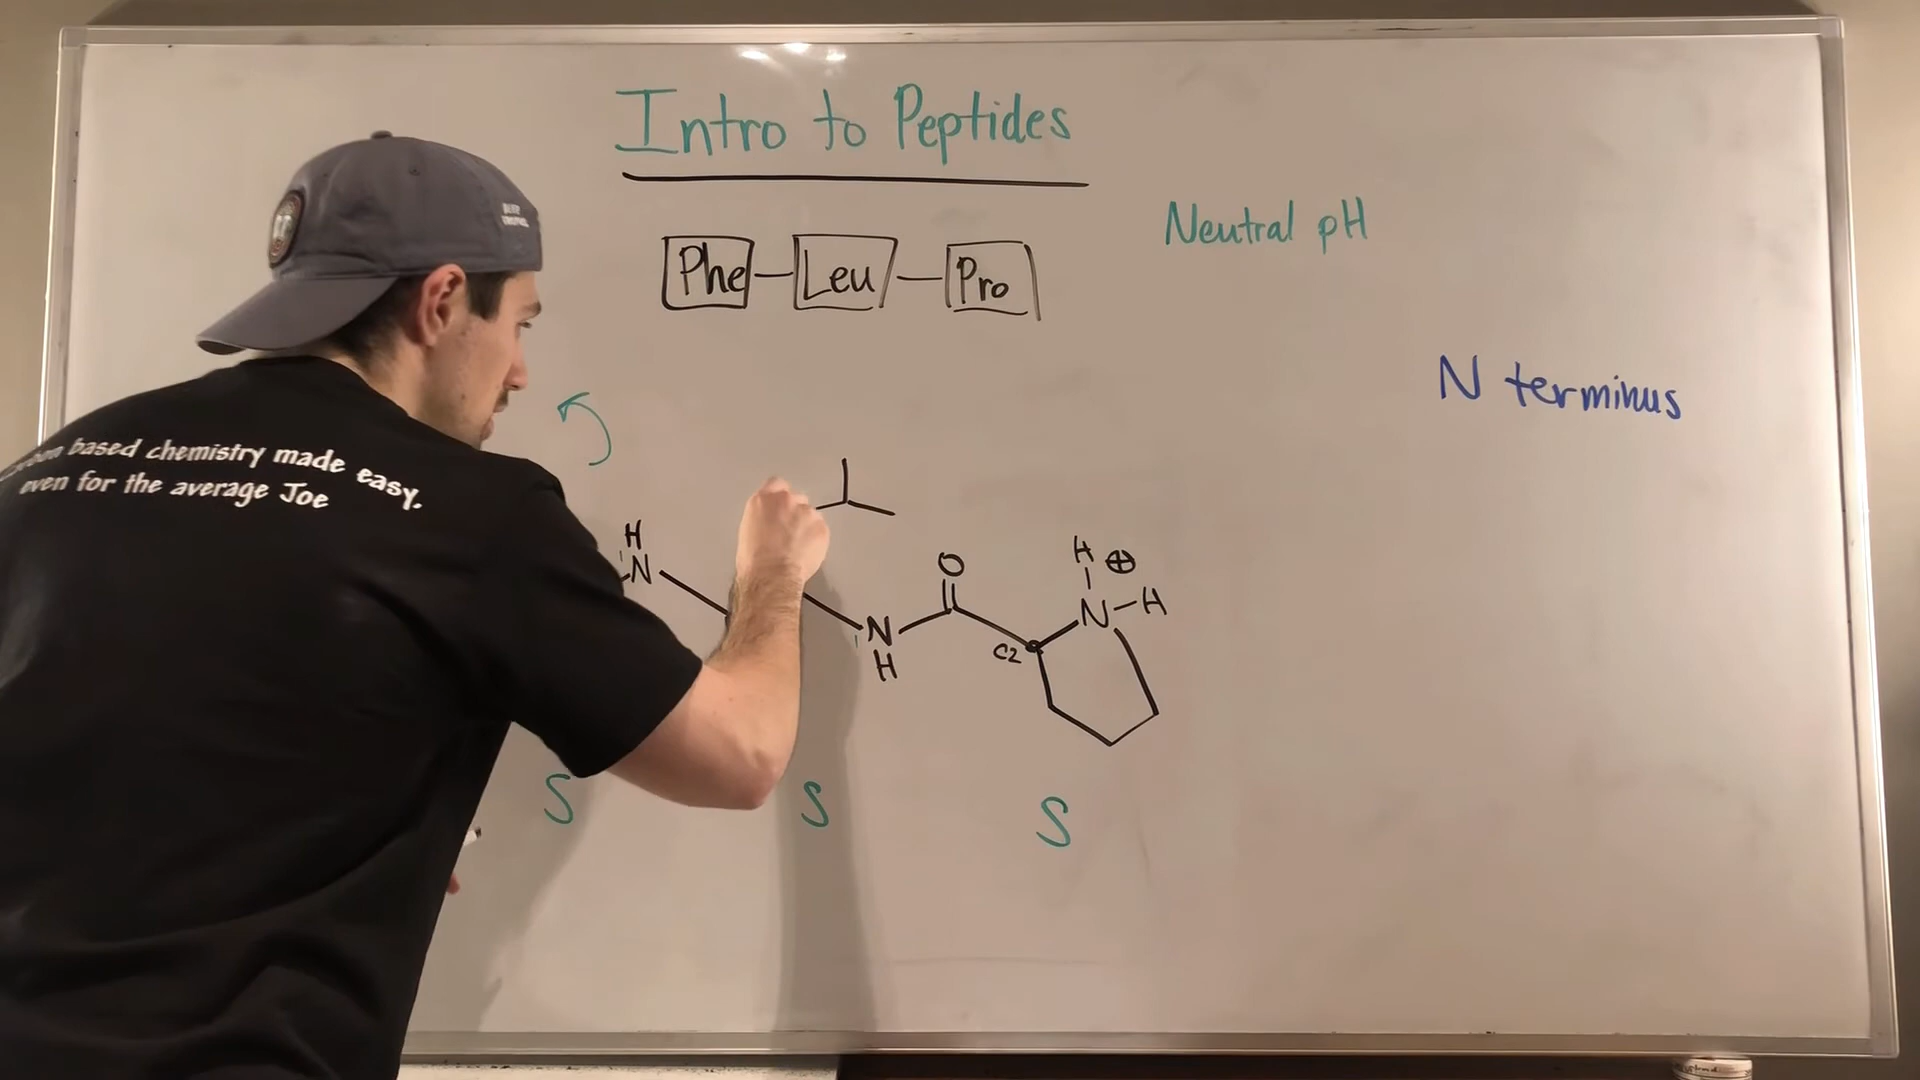 Intro to Peptides
Neutral pH
Phe — Leu — Pro
N terminus
based chemistry made easy,
even for the average Joe
H
N
O
N
H
C2
H ⊕
N-H
S S S